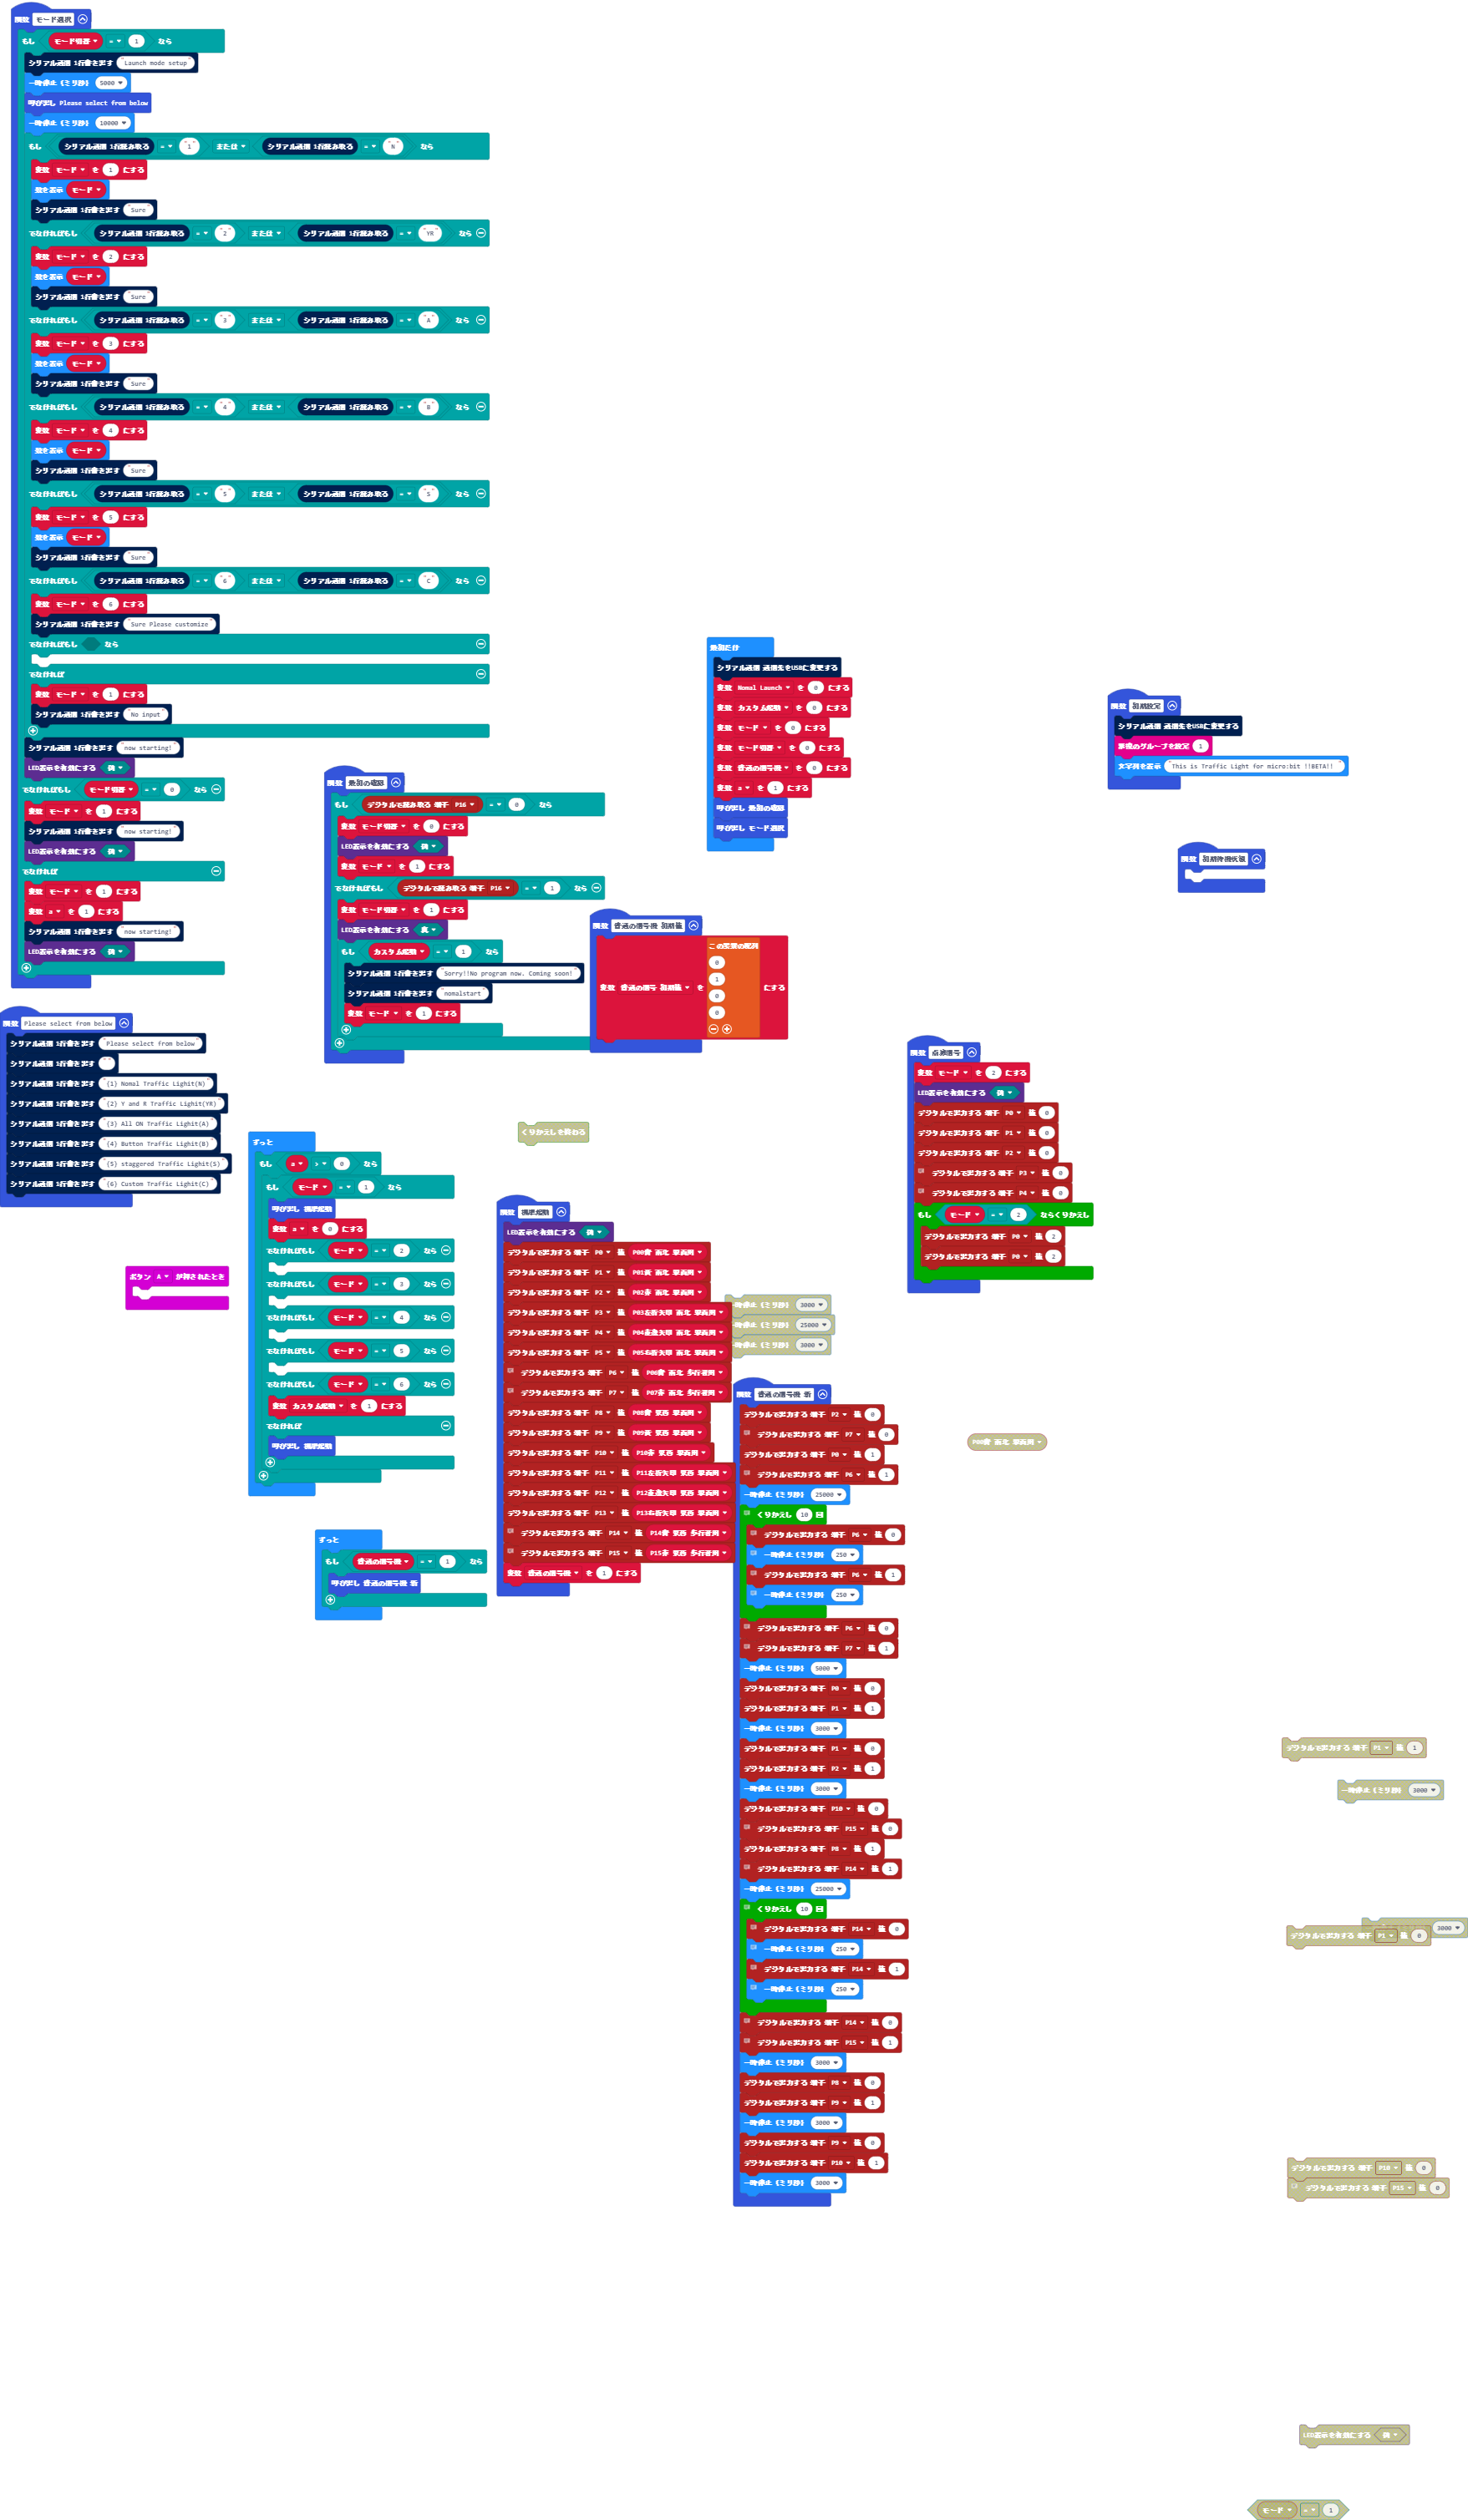 関数 モード選択
もし モード切替 = 1 なら
シリアル通信 1行書き出す "Launch mode setup"
一時停止（ミリ秒） 5000
呼び出し Please select from below
一時停止（ミリ秒） 10000
もし シリアル通信 1行読み取る = "1" または シリアル通信 1行読み取る = "N" なら
変数 モード を 1 にする
数を表示 モード
シリアル通信 1行書き出す "Sure"
でなければもし シリアル通信 1行読み取る = "2" または シリアル通信 1行読み取る = "YR" なら
変数 モード を 2 にする
数を表示 モード
シリアル通信 1行書き出す "Sure"
でなければもし シリアル通信 1行読み取る = "3" または シリアル通信 1行読み取る = "A" なら
変数 モード を 3 にする
数を表示 モード
シリアル通信 1行書き出す "Sure"
でなければもし シリアル通信 1行読み取る = "4" または シリアル通信 1行読み取る = "B" なら
変数 モード を 4 にする
数を表示 モード
シリアル通信 1行書き出す "Sure"
でなければもし シリアル通信 1行読み取る = "5" または シリアル通信 1行読み取る = "S" なら
変数 モード を 5 にする
数を表示 モード
シリアル通信 1行書き出す "Sure"
でなければもし シリアル通信 1行読み取る = "6" または シリアル通信 1行読み取る = "C" なら
変数 モード を 6 にする
シリアル通信 1行書き出す "Sure Please customize"
でなければもし なら
でなければ
変数 モード を 1 にする
シリアル通信 1行書き出す "No input"
シリアル通信 1行書き出す "now starting!"
LED表示を有効にする 偽
でなければもし モード切替 = 0 なら
変数 モード を 1 にする
シリアル通信 1行書き出す "now starting!"
LED表示を有効にする 偽
でなければ
変数 モード を 1 にする
変数 a を 1 にする
シリアル通信 1行書き出す "now starting!"
LED表示を有効にする 偽
関数 Please select from below
シリアル通信 1行書き出す "Please select from below"
シリアル通信 1行書き出す " "
シリアル通信 1行書き出す "(1) Nomal Traffic Lighit(N)"
シリアル通信 1行書き出す "(2) Y and R Traffic Lighit(YR)"
シリアル通信 1行書き出す "(3) All ON Traffic Lighit(A)"
シリアル通信 1行書き出す "(4) Button Traffic Lighit(B)"
シリアル通信 1行書き出す "(5) staggered Traffic Lighit(S)"
シリアル通信 1行書き出す "(6) Custom Traffic Lighit(C)"
ボタン A が押されたとき
関数 最初の確認
もし デジタルで読み取る 端子 P16 = 0 なら
変数 モード切替 を 0 にする
LED表示を有効にする 偽
変数 モード を 1 にする
でなければもし デジタルで読み取る 端子 P16 = 1 なら
変数 モード切替 を 1 にする
LED表示を有効にする 真
もし カスタム起動 = 1 なら
シリアル通信 1行書き出す "Sorry!!No program now. Coming soon!"
シリアル通信 1行書き出す "nomalstart"
変数 モード を 1 にする
最初だけ
シリアル通信 通信先をUSBに変更する
変数 Nomal Launch を 0 にする
変数 カスタム起動 を 0 にする
変数 モード を 0 にする
変数 モード切替 を 0 にする
変数 普通の信号機 を 0 にする
変数 a を 1 にする
呼び出し 最初の確認
呼び出し モード選択
関数 初期設定
シリアル通信 通信先をUSBに変更する
無線のグループを設定 1
文字列を表示 "This is Traffic Light for micro:bit !!BETA!!"
関数 初期待機状態
関数 普通の信号機 初期値
変数 普通の信号 初期値 を この要素の配列 0 1 0 0 にする
くりかえしを終わる
ずっと
もし a > 0 なら
もし モード = 1 なら
呼び出し 標準起動
変数 a を 0 にする
でなければもし モード = 2 なら
でなければもし モード = 3 なら
でなければもし モード = 4 なら
でなければもし モード = 5 なら
でなければもし モード = 6 なら
変数 カスタム起動 を 1 にする
でなければ
呼び出し 標準起動
ずっと
もし 普通の信号機 = 1 なら
呼び出し 普通の信号機 新
関数 標準起動
LED表示を有効にする 偽
デジタルで出力する 端子 P0 値 P00青 南北 車両用
デジタルで出力する 端子 P1 値 P01黄 南北 車両用
デジタルで出力する 端子 P2 値 P02赤 南北 車両用
デジタルで出力する 端子 P3 値 P03左折矢印 南北 車両用
デジタルで出力する 端子 P4 値 P04直進矢印 南北 車両用
デジタルで出力する 端子 P5 値 P05右折矢印 南北 車両用
デジタルで出力する 端子 P6 値 P06青 南北 歩行者用
デジタルで出力する 端子 P7 値 P07赤 南北 歩行者用
デジタルで出力する 端子 P8 値 P08青 東西 車両用
デジタルで出力する 端子 P9 値 P09黄 東西 車両用
デジタルで出力する 端子 P10 値 P10赤 東西 車両用
デジタルで出力する 端子 P11 値 P11左折矢印 東西 車両用
デジタルで出力する 端子 P12 値 P12直進矢印 東西 車両用
デジタルで出力する 端子 P13 値 P13右折矢印 東西 車両用
デジタルで出力する 端子 P14 値 P14青 東西 歩行者用
デジタルで出力する 端子 P15 値 P15赤 東西 歩行者用
変数 普通の信号機 を 1 にする
一時停止（ミリ秒） 3000
一時停止（ミリ秒） 25000
一時停止（ミリ秒） 3000
関数 点滅信号
変数 モード を 2 にする
LED表示を有効にする 偽
デジタルで出力する 端子 P0 値 0
デジタルで出力する 端子 P1 値 0
デジタルで出力する 端子 P2 値 0
デジタルで出力する 端子 P3 値 0
デジタルで出力する 端子 P4 値 0
もし モード = 2 ならくりかえし
デジタルで出力する 端子 P0 値 2
デジタルで出力する 端子 P0 値 2
P00青 南北 車両用
関数 普通の信号機 新
デジタルで出力する 端子 P2 値 0
デジタルで出力する 端子 P7 値 0
デジタルで出力する 端子 P0 値 1
デジタルで出力する 端子 P6 値 1
一時停止（ミリ秒） 25000
くりかえし 10 回
デジタルで出力する 端子 P6 値 0
一時停止（ミリ秒） 250
デジタルで出力する 端子 P6 値 1
一時停止（ミリ秒） 250
デジタルで出力する 端子 P6 値 0
デジタルで出力する 端子 P7 値 1
一時停止（ミリ秒） 5000
デジタルで出力する 端子 P0 値 0
デジタルで出力する 端子 P1 値 1
一時停止（ミリ秒） 3000
デジタルで出力する 端子 P1 値 0
デジタルで出力する 端子 P2 値 1
一時停止（ミリ秒） 3000
デジタルで出力する 端子 P10 値 0
デジタルで出力する 端子 P15 値 0
デジタルで出力する 端子 P8 値 1
デジタルで出力する 端子 P14 値 1
一時停止（ミリ秒） 25000
くりかえし 10 回
デジタルで出力する 端子 P14 値 0
一時停止（ミリ秒） 250
デジタルで出力する 端子 P14 値 1
一時停止（ミリ秒） 250
デジタルで出力する 端子 P14 値 0
デジタルで出力する 端子 P15 値 1
一時停止（ミリ秒） 3000
デジタルで出力する 端子 P8 値 0
デジタルで出力する 端子 P9 値 1
一時停止（ミリ秒） 3000
デジタルで出力する 端子 P9 値 0
デジタルで出力する 端子 P10 値 1
一時停止（ミリ秒） 3000
デジタルで出力する 端子 P1 値 1
一時停止（ミリ秒） 3000
3000
デジタルで出力する 端子 P1 値 0
デジタルで出力する 端子 P10 値 0
デジタルで出力する 端子 P15 値 0
LED表示を有効にする 偽
モード = 1